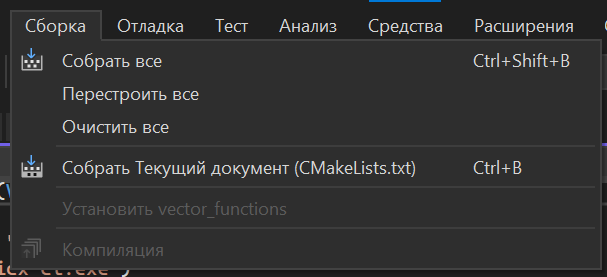 Сборка Отладка Тест Анализ Средства Расширения
Собрать все Ctrl+Shift+B
Перестроить все
Очистить все
Собрать Текущий документ (CMakeLists.txt) Ctrl+B
Установить vector_functions
Компиляция